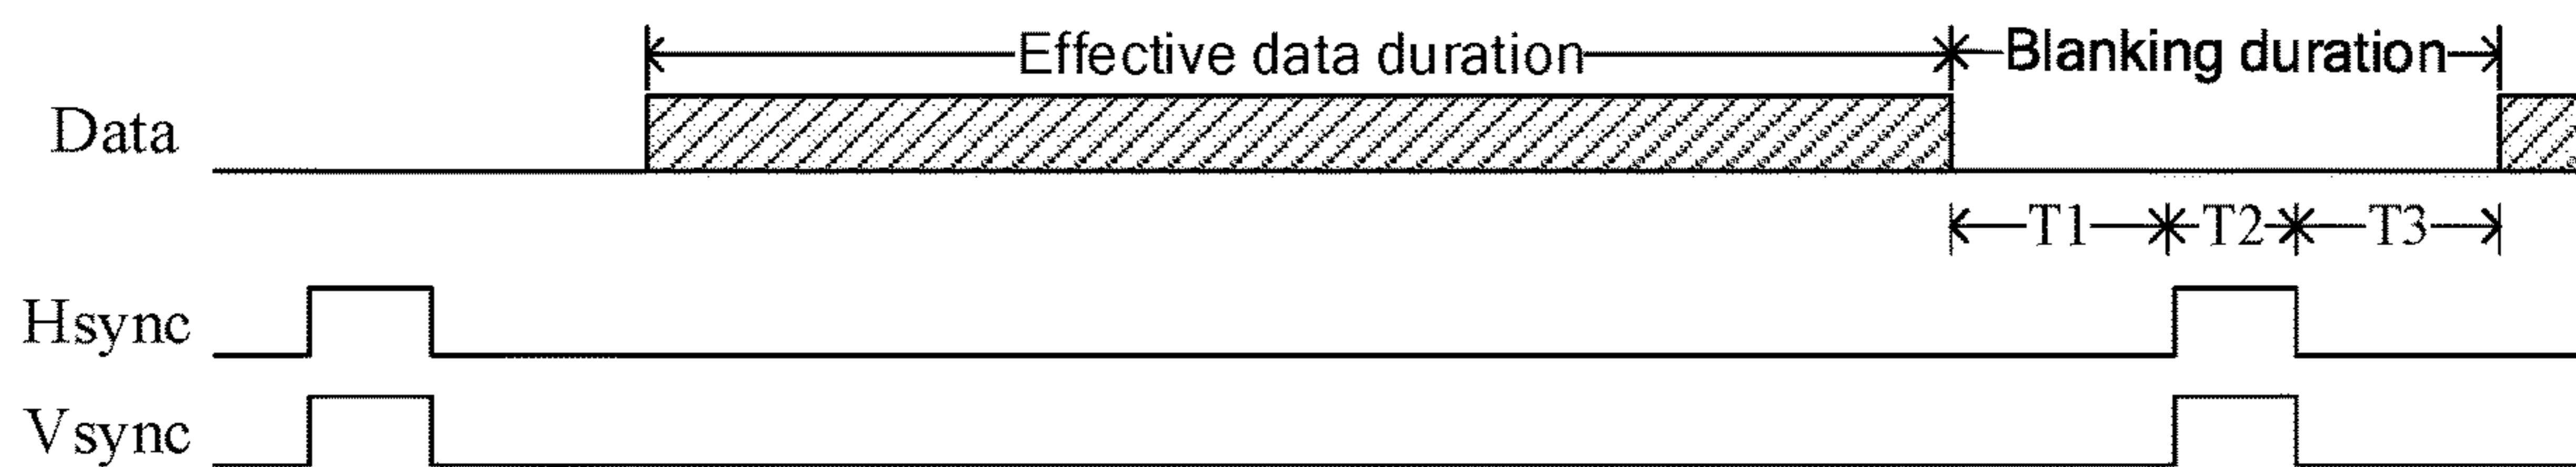 Effective data duration Blanking duration
Data
T1 T2 T3
Hsync
Vsync